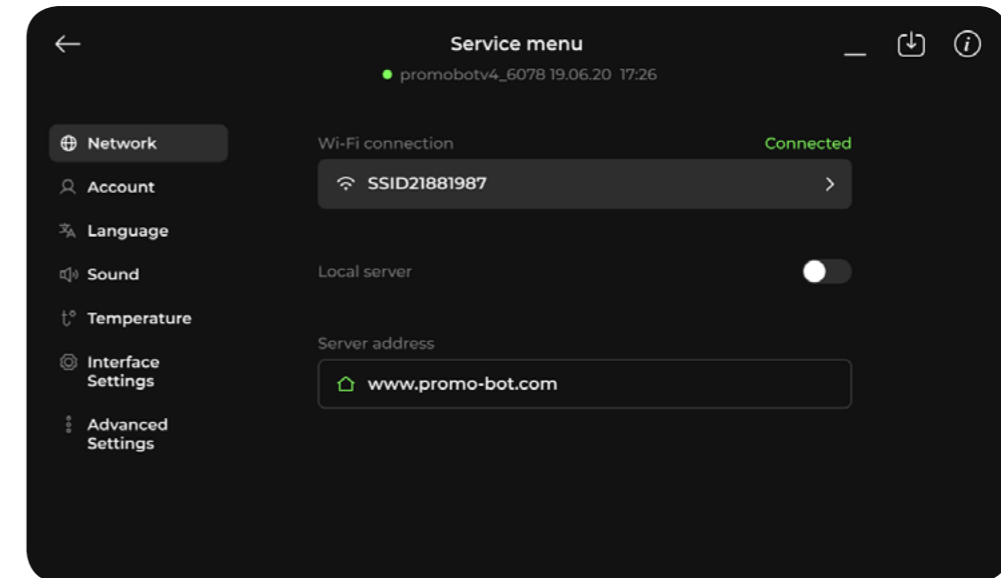 Service menu
promobotv4_6078 19.06.20 17:26
Network
Account
Language
Sound
t° Temperature
Interface
Settings
Advanced
Settings
Wi-Fi connection
Connected
SSID21881987
Local server
Server address
www.promo-bot.com